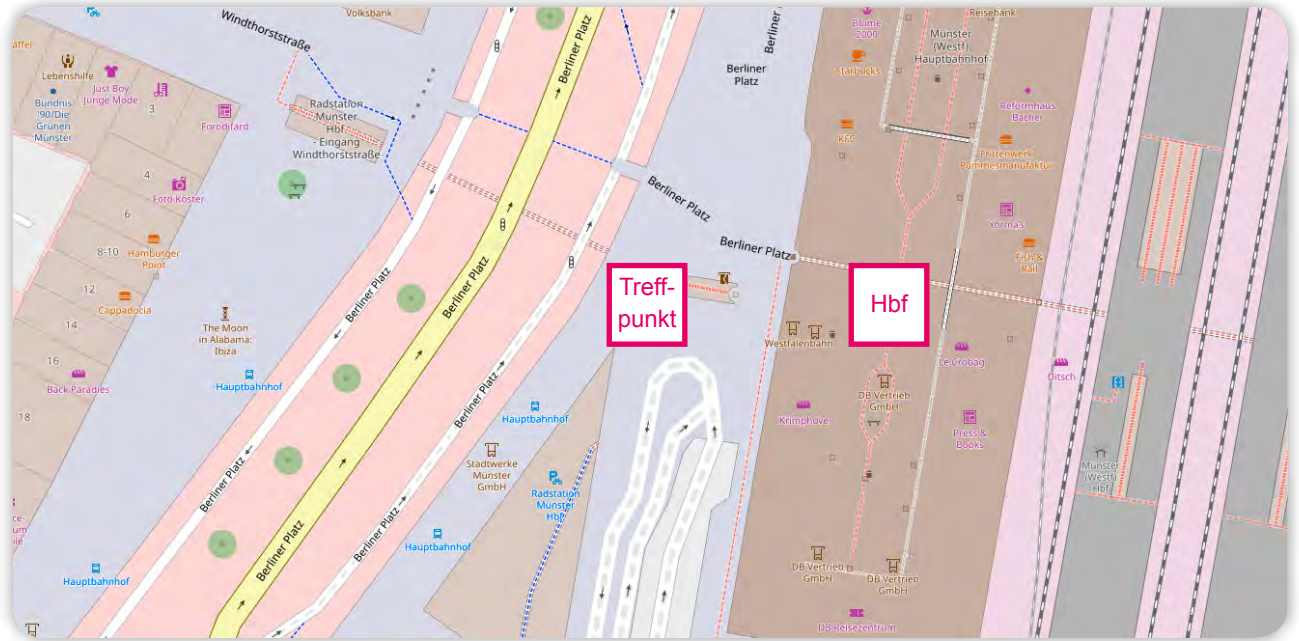 Windthorststraße
Volksbank
Berliner Platz
Berliner
Platz
Berliner Platz
Blume
2000
Reisebank
Münster
(Westf)
Hauptbahnhof
Starbucks
Lebenshilfe
Just Boy
Junge Mode
3
Bündnis
'90/Die
Grünen
Münster
Forodifard
Radstation
Münster
Hbf
- Eingang
Windthorststraße
KFC
Reformhaus
Bacher
Frittenwerk
Pommesmanufaktur
4
Foto Köster
6
Berliner Platz
Yorma's
8-10
Hamburger
Point
Berliner Platz
Fish &
Rail
12
Cappadocia
Berliner Platz
Berliner Platz
Berliner Platz
Treff-
punkt
Hbf
14
The Moon
in Alabama:
Ibiza
Westfalenbahn
Le Crobag
Ditsch
16
Back Paradies
Hauptbahnhof
DB Vertrieb
GmbH
18
Hauptbahnhof
Krimphove
Press &
Books
Stadtwerke
Münster
GmbH
Radstation
Münster
Hbf
Münster
(Westf)
Hbf
Berliner Platz
Berliner Platz
Hauptbahnhof
Berliner Platz
Hauptbahnhof
DB Vertrieb
GmbH
DB Vertrieb
GmbH
DB Reisezentrum